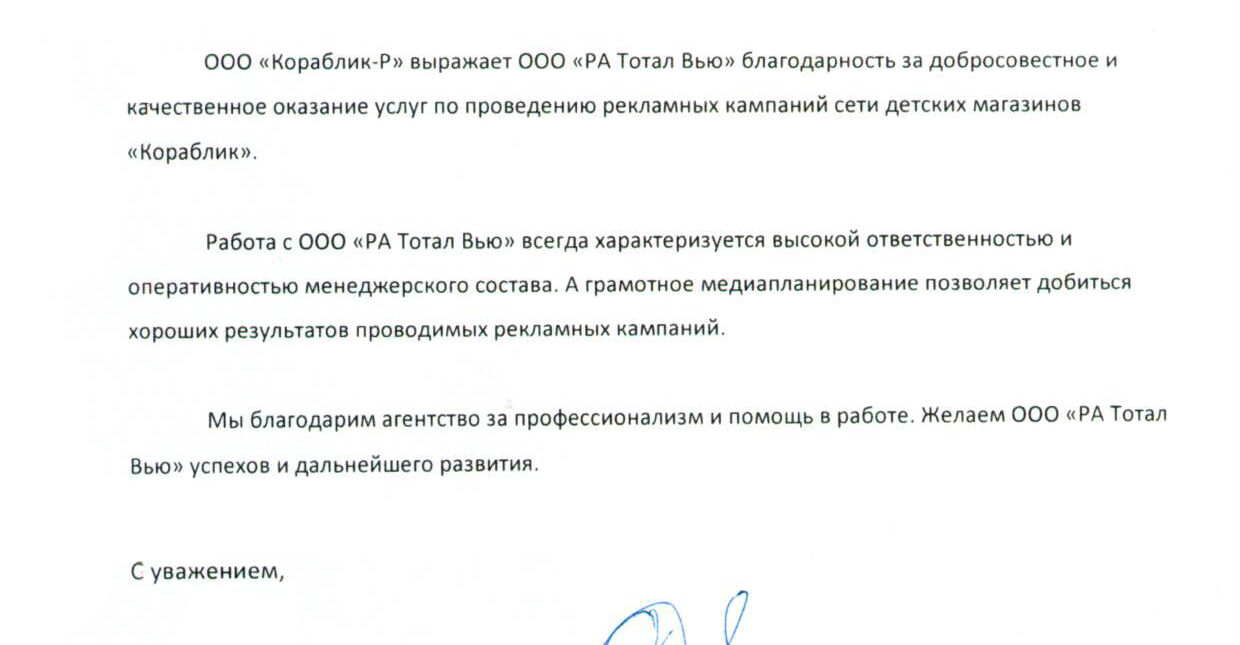 ООО «Кораблик-Р» выражает ООО «РА Тотал Вью» благодарность за добросовестное и
качественное оказание услуг по проведению рекламных кампаний сети детских магазинов
«Кораблик».
Работа с ООО «РА Тотал Вью» всегда характеризуется высокой ответственностью и
оперативностью менеджерского состава. А грамотное медиапланирование позволяет добиться
хороших результатов проводимых рекламных кампаний.
Мы благодарим агентство за профессионализм и помощь в работе. Желаем ООО «РА Тотал
Вью» успехов и дальнейшего развития.
С уважением,